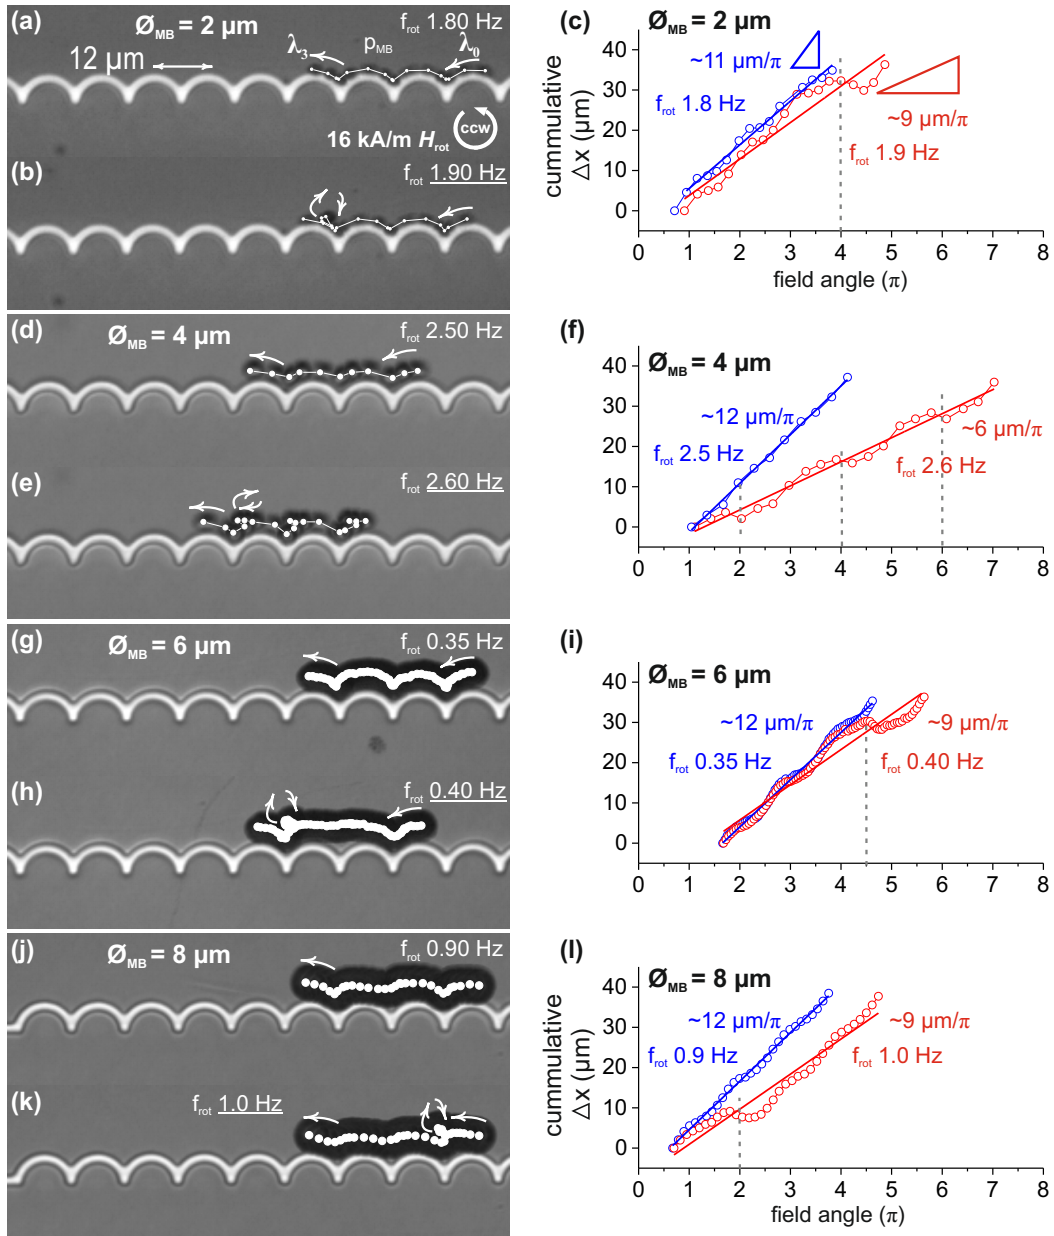 (a)
Ø_MB = 2 µm
f_rot 1.80 Hz
12 µm
λ_3
p_MB
λ_0
16 kA/m H_rot
ccw
(b)
f_rot 1.90 Hz
(c)
Ø_MB = 2 µm
cummulative
Δx (µm)
40
30
20
10
0
~11 µm/π
f_rot 1.8 Hz
~9 µm/π
f_rot 1.9 Hz
0 1 2 3 4 5 6 7 8
field angle (π)
(d)
Ø_MB = 4 µm
f_rot 2.50 Hz
(e)
f_rot 2.60 Hz
(f)
Ø_MB = 4 µm
40
30
20
10
0
~12 µm/π
f_rot 2.5 Hz
~6 µm/π
f_rot 2.6 Hz
0 1 2 3 4 5 6 7 8
(g)
Ø_MB = 6 µm
f_rot 0.35 Hz
(h)
f_rot 0.40 Hz
(i)
Ø_MB = 6 µm
40
30
20
10
0
~12 µm/π
f_rot 0.35 Hz
~9 µm/π
f_rot 0.40 Hz
0 1 2 3 4 5 6 7 8
(j)
Ø_MB = 8 µm
f_rot 0.90 Hz
(k)
f_rot 1.0 Hz
(l)
Ø_MB = 8 µm
cummulative
Δx (µm)
40
30
20
10
0
~12 µm/π
f_rot 0.9 Hz
~9 µm/π
f_rot 1.0 Hz
0 1 2 3 4 5 6 7 8
field angle (π)